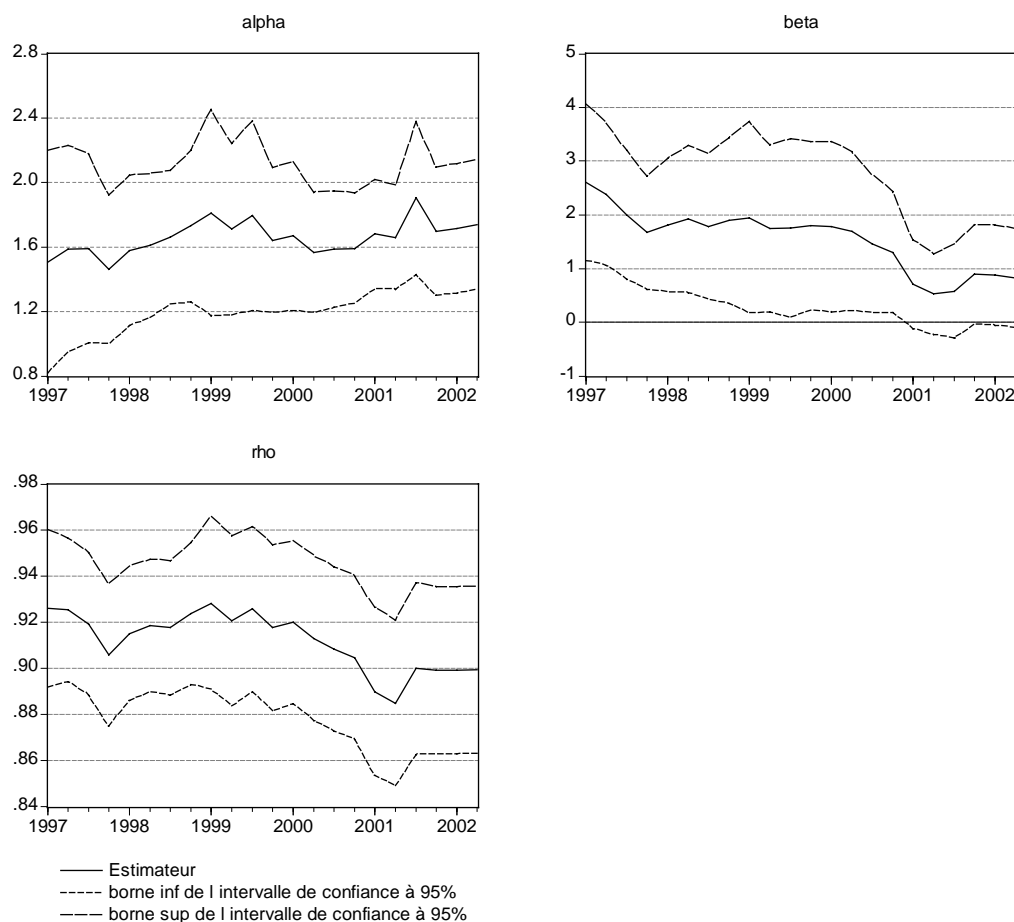 alpha
2.8
2.4
2.0
1.6
1.2
0.8
1997 1998 1999 2000 2001 2002
beta
5
4
3
2
1
0
-1
1997 1998 1999 2000 2001 2002
rho
.98
.96
.94
.92
.90
.88
.86
.84
1997 1998 1999 2000 2001 2002
Estimateur
borne inf de l intervalle de confiance à 95%
borne sup de l intervalle de confiance à 95%